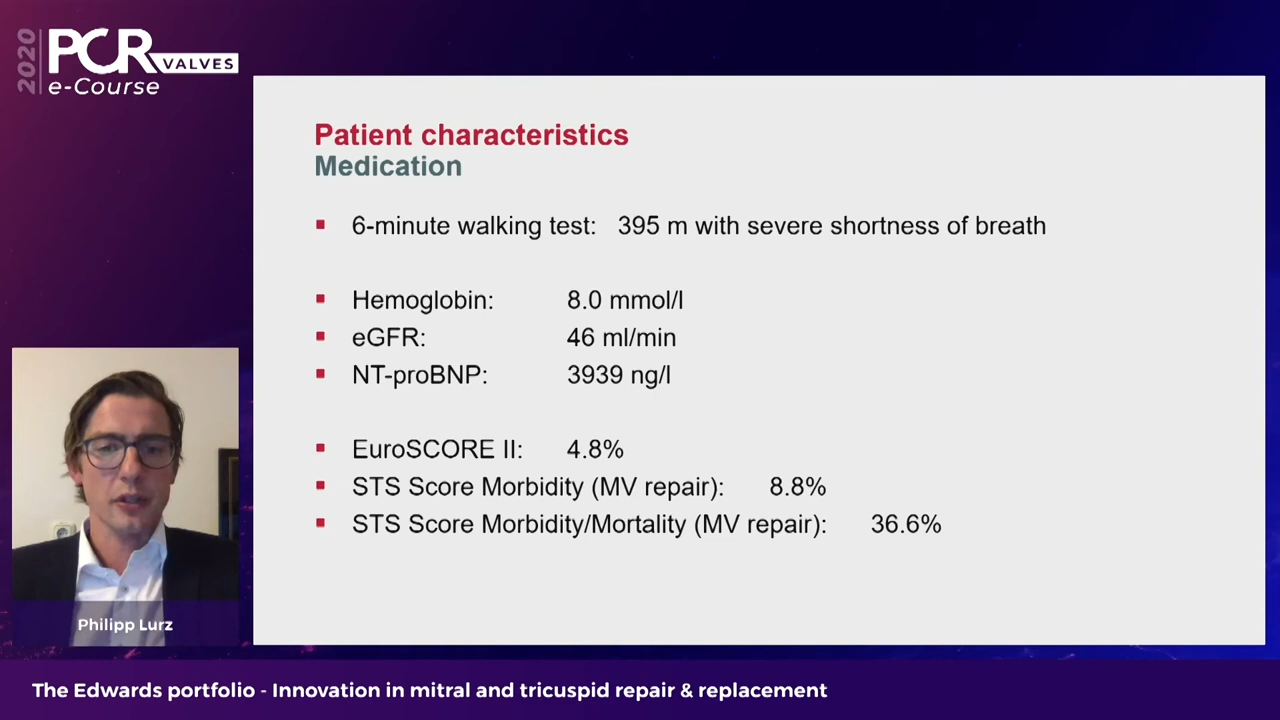 2020
PCR
VALVES
e-Course
Patient characteristics
Medication
6-minute walking test: 395 m with severe shortness of breath
Hemoglobin: 8.0 mmol/l
eGFR: 46 ml/min
NT-proBNP: 3939 ng/l
EuroSCORE II: 4.8%
STS Score Morbidity (MV repair): 8.8%
STS Score Morbidity/Mortality (MV repair): 36.6%
Philipp Lurz
The Edwards portfolio - Innovation in mitral and tricuspid repair & replacement